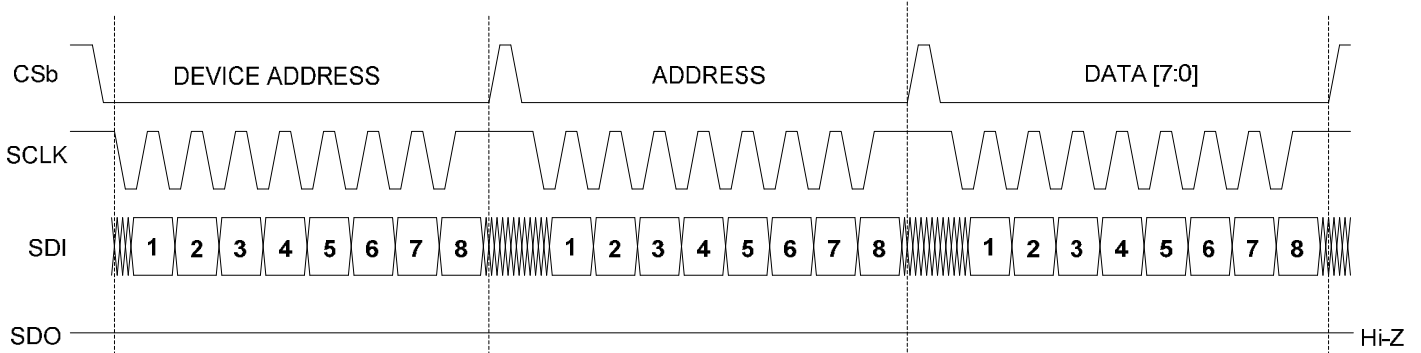 CSb DEVICE ADDRESS ADDRESS DATA [7:0]
SCLK
SDI 1 2 3 4 5 6 7 8 1 2 3 4 5 6 7 8 1 2 3 4 5 6 7 8
SDO Hi-Z